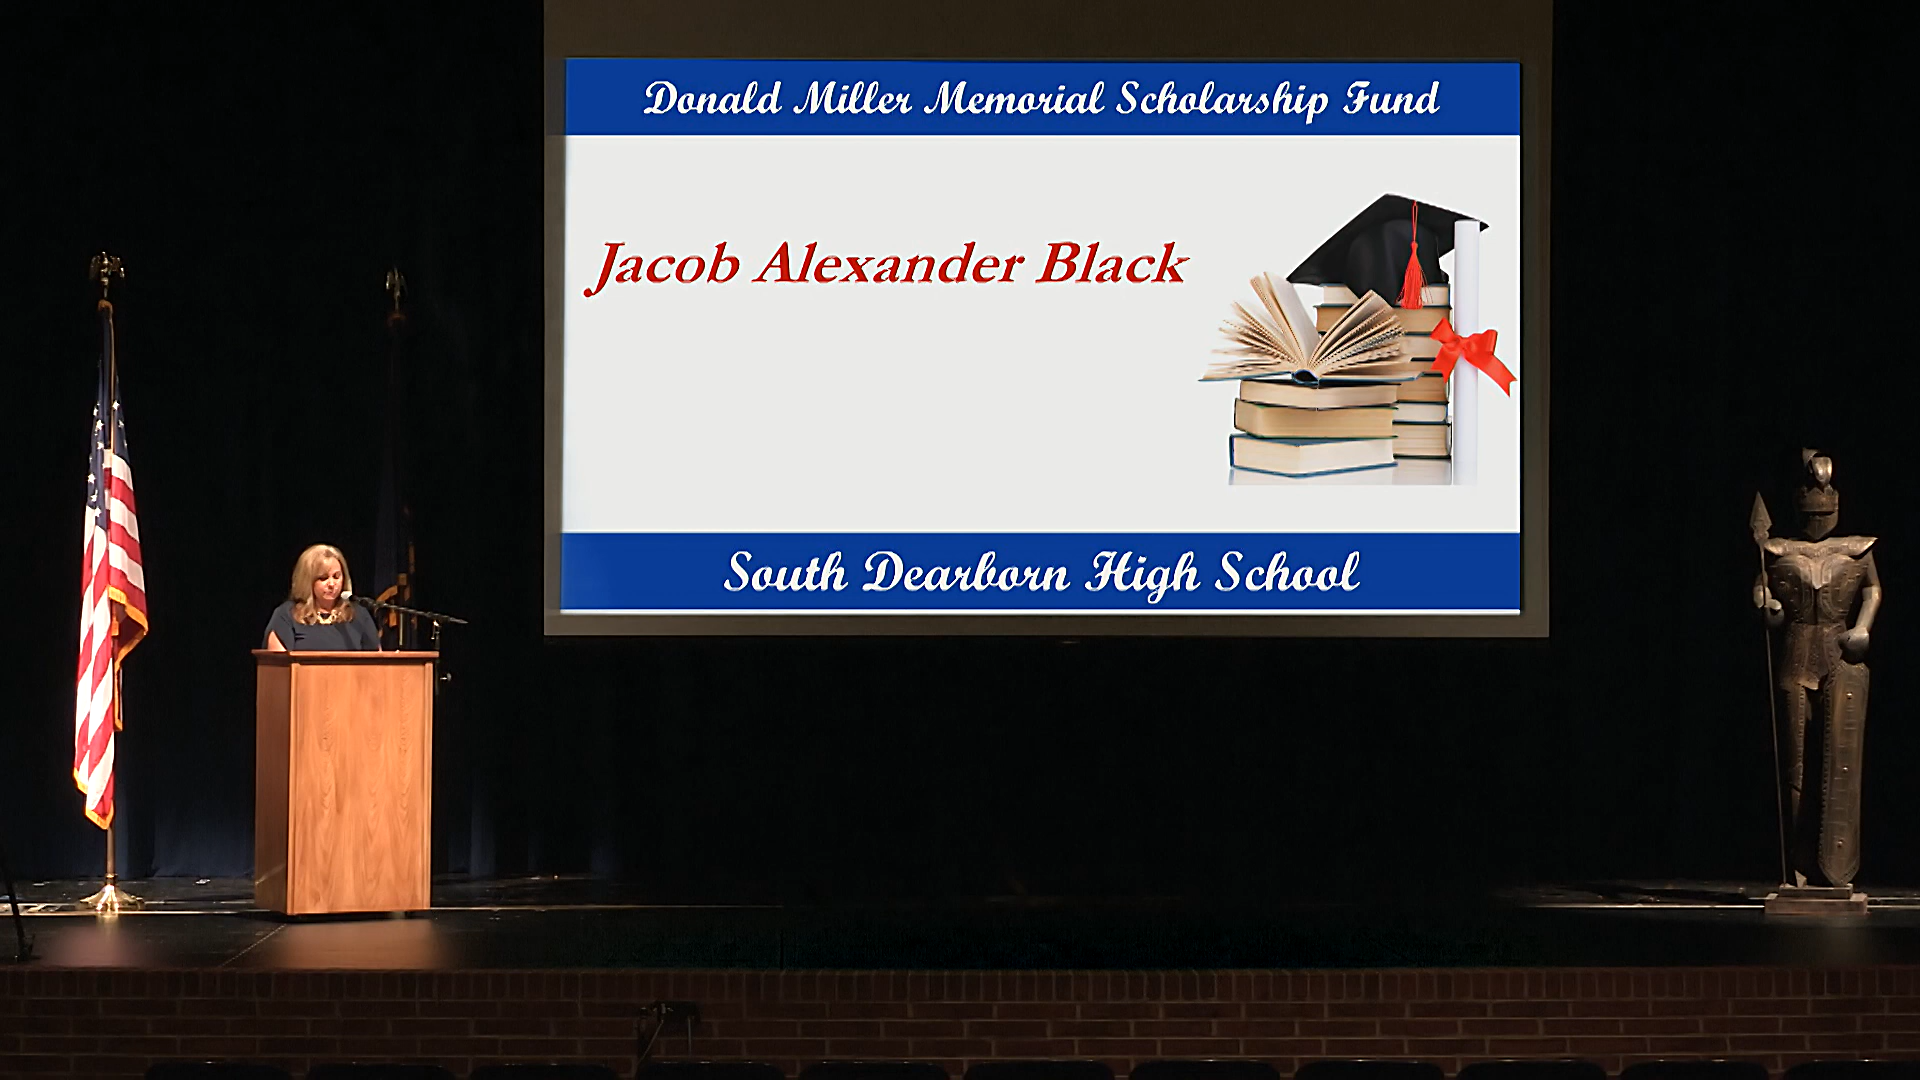 Donald Miller Memorial Scholarship Fund
Jacob Alexander Black
South Dearborn High School